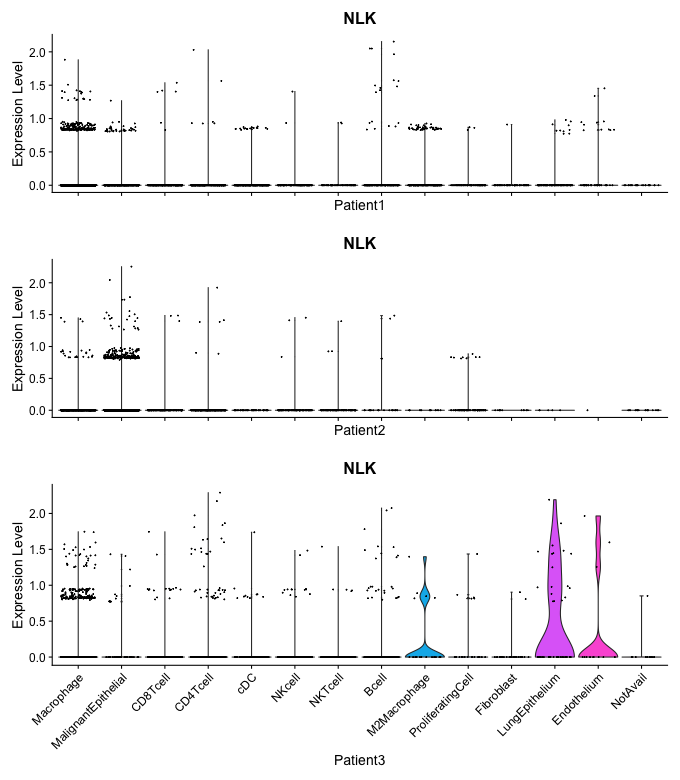 NLK
Expression Level
2.0
1.5
1.0
0.5
0.0
Patient1
NLK
Expression Level
2.0
1.5
1.0
0.5
0.0
Patient2
NLK
Expression Level
2.0
1.5
1.0
0.5
0.0
Macrophage
MalignantEpithelial
CD8Tcell
CD4Tcell
cDC
NKcell
NKTcell
Bcell
M2Macrophage
ProliferatingCell
Fibroblast
LungEpithelium
Endothelium
NotAvail
Patient3